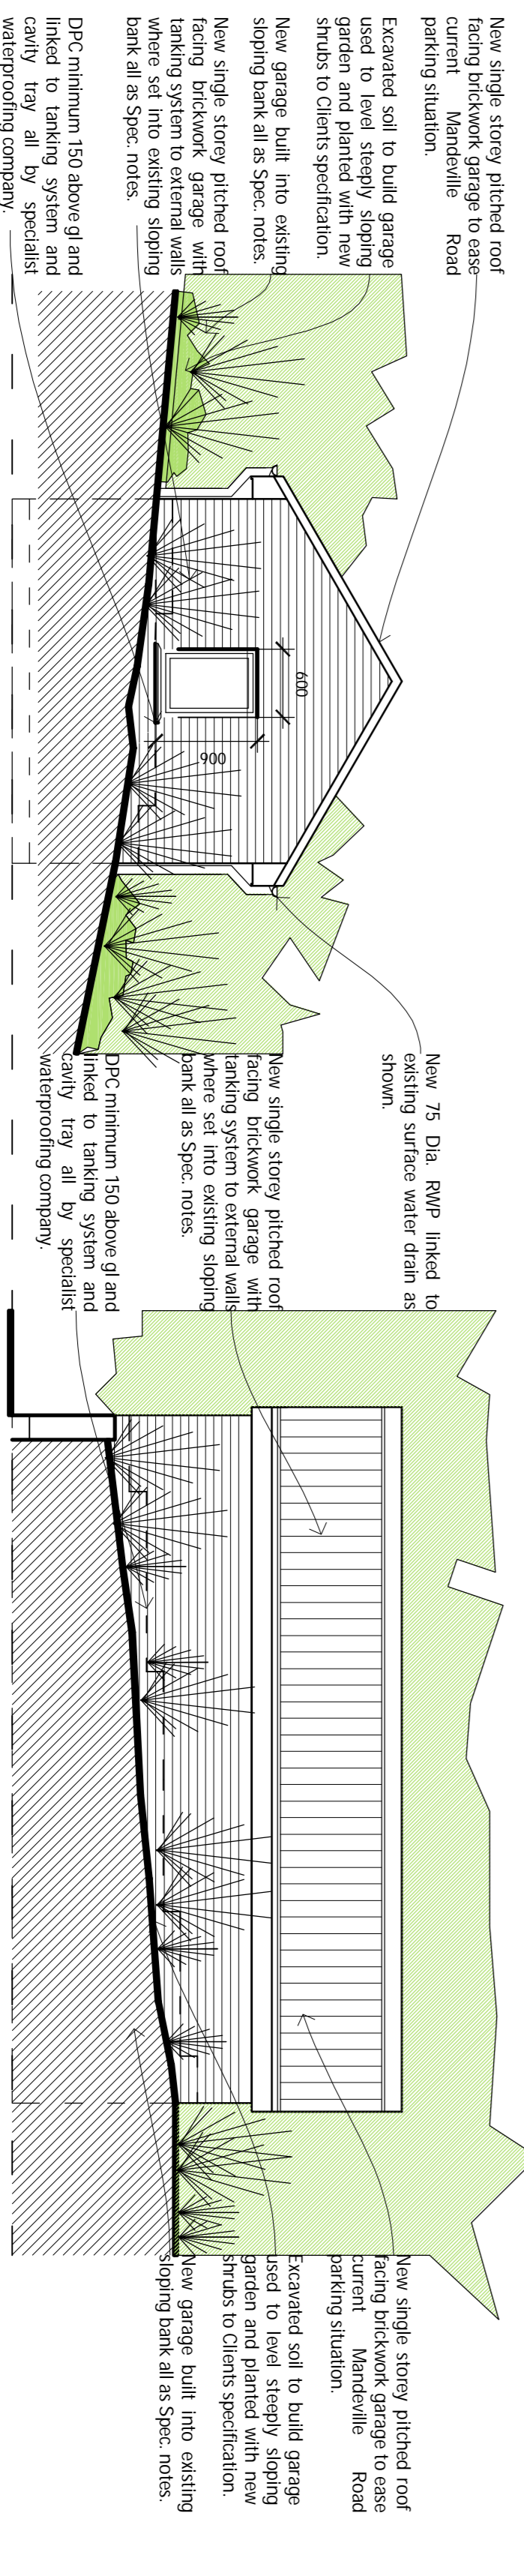 New single storey pitched roof
facing brickwork garage to ease
current Mandeville Road
parking situation.
Excavated soil to build garage
used to level steeply sloping
garden and planted with new
shrubs to Clients specification.
New garage built into existing
sloping bank all as Spec. notes.
New single storey pitched roof
facing brickwork garage with
tanking system to external walls
where set into existing sloping
bank all as Spec. notes.
DPC minimum 150 above gl and
linked to tanking system and
cavity tray all by specialist
waterproofing company.
600
900
New 75 Dia. RWP linked to
existing surface water drain as
shown.
New single storey pitched roof
facing brickwork garage with
tanking system to external walls
where set into existing sloping
bank all as Spec. notes.
DPC minimum 150 above gl and
linked to tanking system and
cavity tray all by specialist
waterproofing company.
New single storey pitched roof
facing brickwork garage to ease
current Mandeville Road
parking situation.
Excavated soil to build garage
used to level steeply sloping
garden and planted with new
shrubs to Clients specification.
New garage built into existing
sloping bank all as Spec. notes.